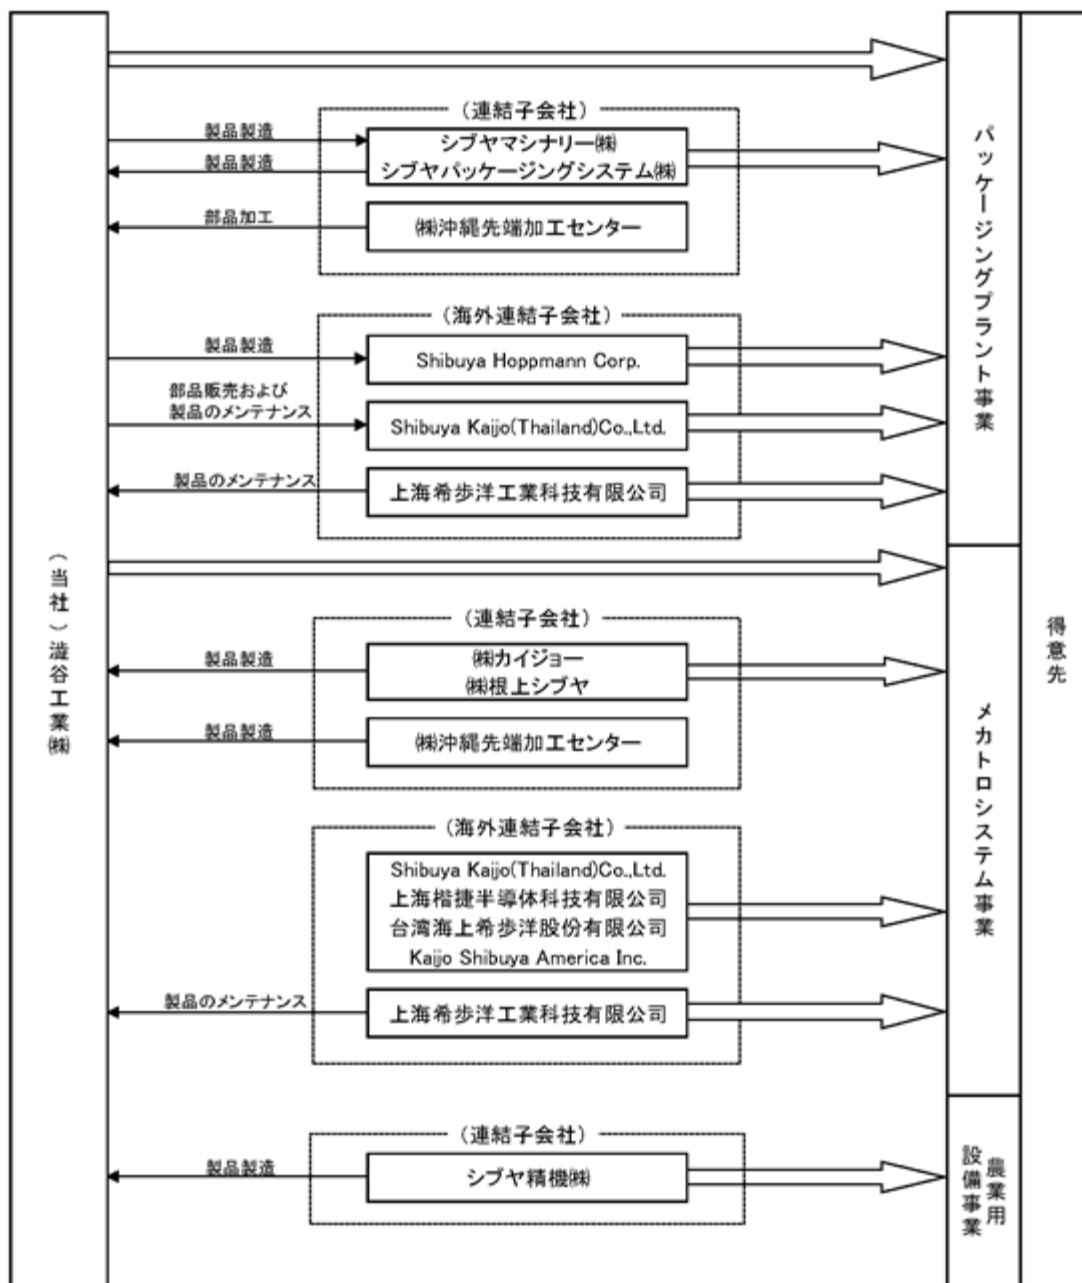 (当社)澁谷工業㈱
(連結子会社)
製品製造
製品製造
シブヤマシナリー㈱
シブヤパッケージングシステム㈱
部品加工
㈱沖縄先端加工センター
(海外連結子会社)
製品製造
Shibuya Hoppmann Corp.
部品販売および
製品のメンテナンス
Shibuya Kaijo(Thailand)Co.,Ltd.
製品のメンテナンス
上海希歩洋工業科技有限公司
パッケージングプラント事業
(連結子会社)
製品製造
㈱カイジョー
㈱根上シブヤ
製品製造
㈱沖縄先端加工センター
(海外連結子会社)
Shibuya Kaijo(Thailand)Co.,Ltd.
上海楷捷半導体科技有限公司
台湾海上希歩洋股份有限公司
Kaijo Shibuya America Inc.
製品のメンテナンス
上海希歩洋工業科技有限公司
メカトロシステム事業
(連結子会社)
製品製造
シブヤ精機㈱
農業用
設備事業
得意先